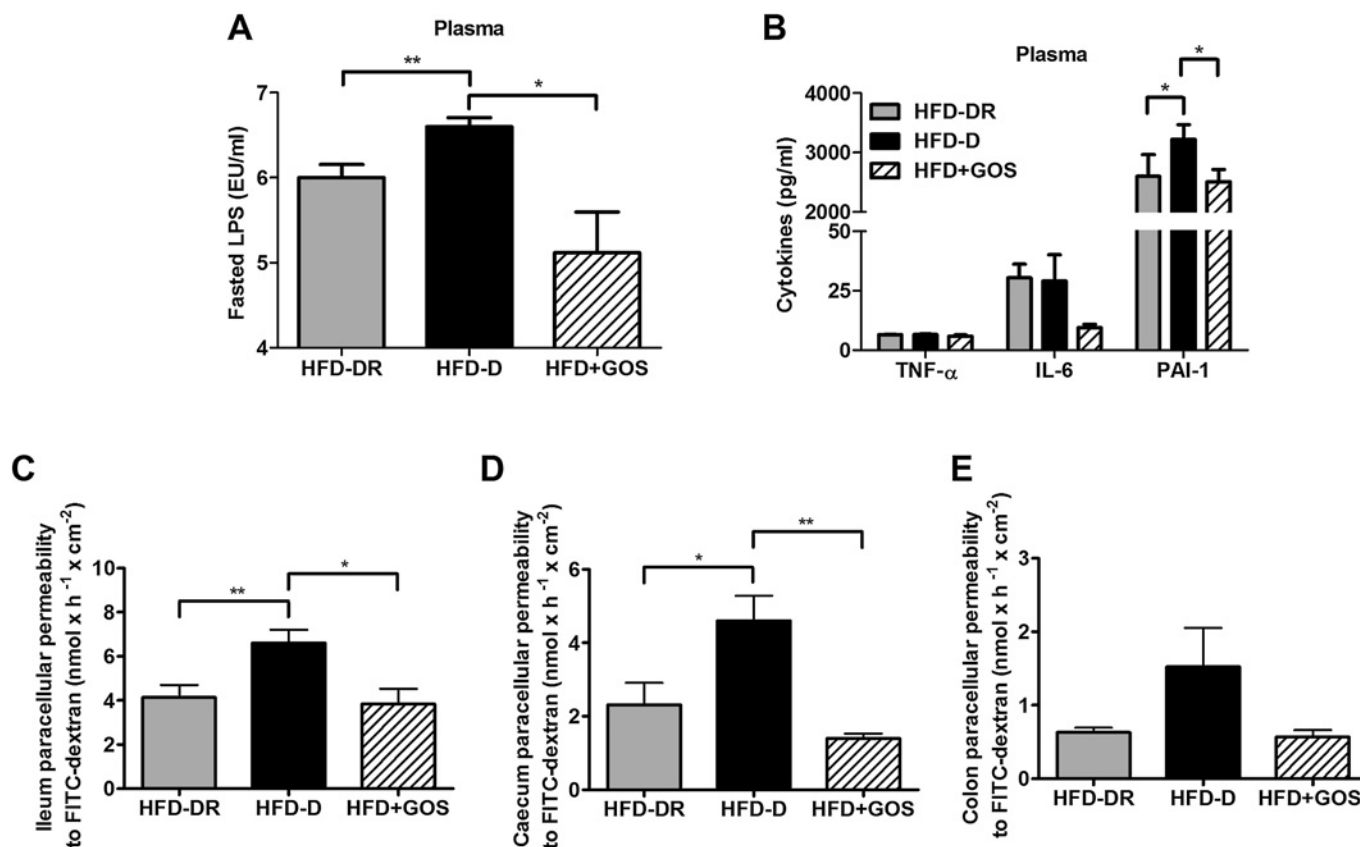 A
Plasma
**
*
Fasted LPS (EU/ml)
7
6
5
4
HFD-DR HFD-D HFD+GOS
B
Plasma
*
*
Cytokines (pg/ml)
4000
3000
2000
50
25
0
HFD-DR
HFD-D
HFD+GOS
TNF-α IL-6 PAI-1
C
Ileum paracellular permeability
to FITC-dextran (nmol x h⁻¹ x cm⁻²)
10
8
6
4
2
0
**
*
HFD-DR HFD-D HFD+GOS
D
Caecum paracellular permeability
to FITC-dextran (nmol x h⁻¹ x cm⁻²)
6
4
2
0
*
**
HFD-DR HFD-D HFD+GOS
E
Colon paracellular permeability
to FITC-dextran (nmol x h⁻¹ x cm⁻²)
3
2
1
0
HFD-DR HFD-D HFD+GOS